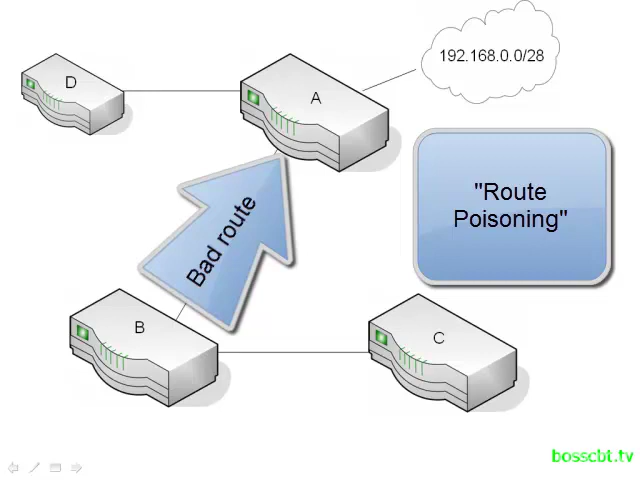 192.168.0.0/28
D
A
"Route
Poisoning"
Bad route
B
C
bosscbt.tv